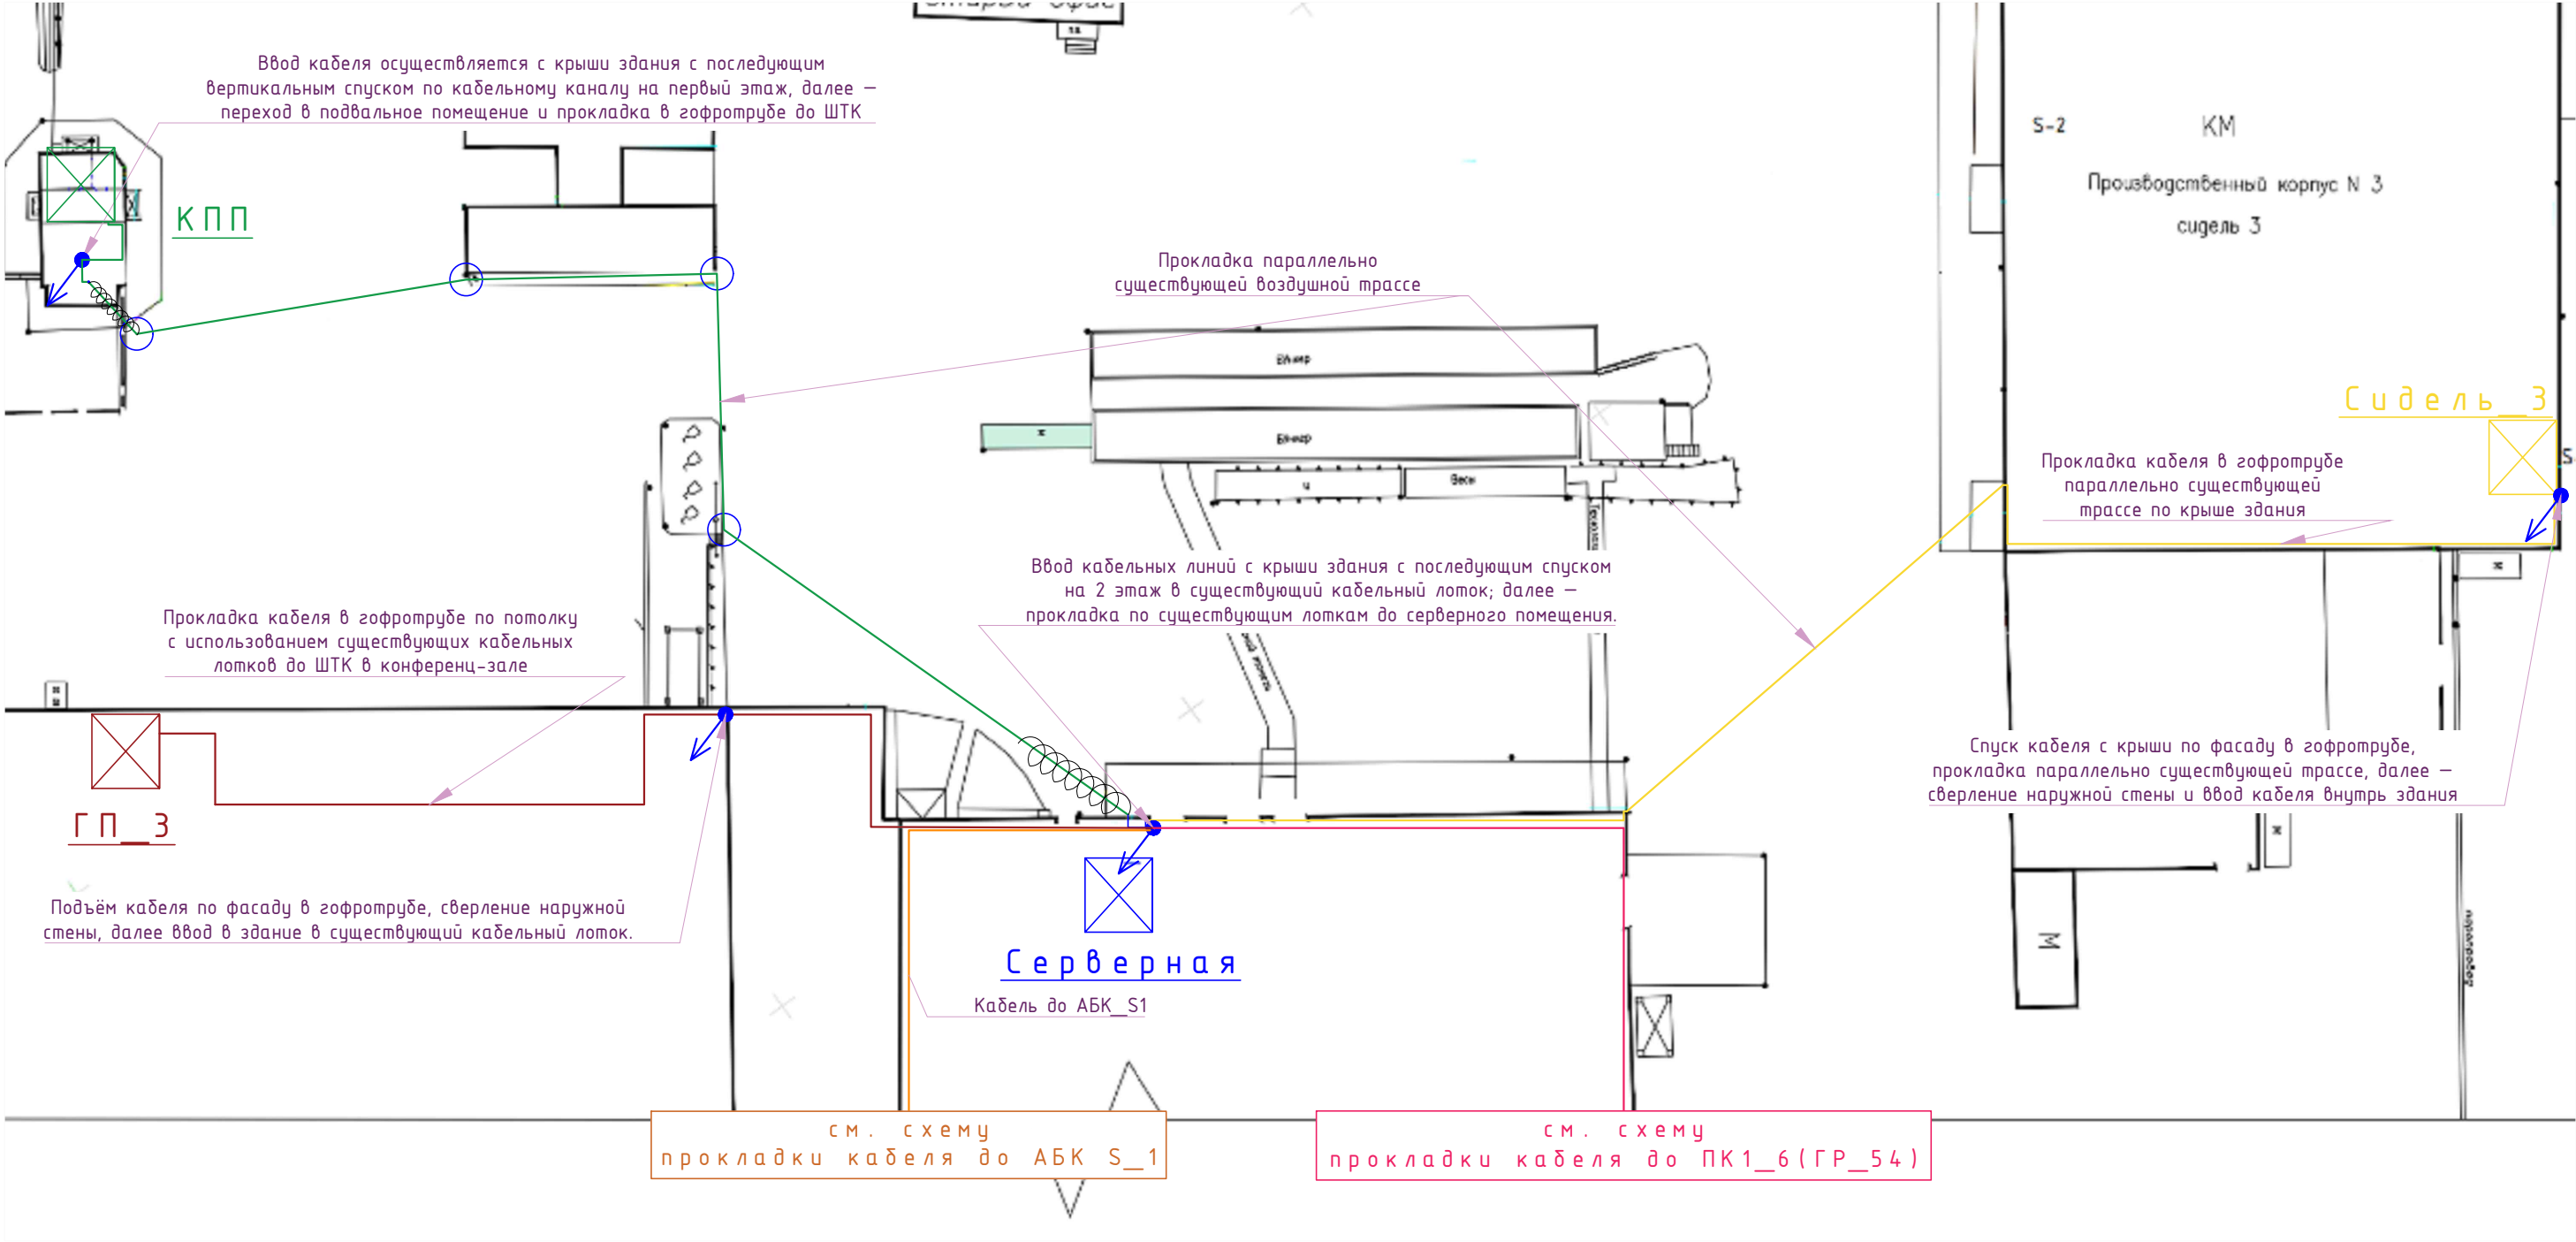 Ввод кабеля осуществляется с крыши здания с последующим
вертикальным спуском по кабельному каналу на первый этаж, далее —
переход в подвальное помещение и прокладка в гофротрубе до ШТК
КПП
S-2
КМ
Производственный корпус N 3
сидель 3
Прокладка параллельно
существующей воздушной трассе
Бункер
Бункер
Весы
Сидель_3
Прокладка кабеля в гофротрубе
параллельно существующей
трассе по крыше здания
S
Ввод кабельных линий с крыши здания с последующим спуском
на 2 этаж в существующий кабельный лоток; далее —
прокладка по существующим лоткам до серверного помещения.
Прокладка кабеля в гофротрубе по потолку
с использованием существующих кабельных
лотков до ШТК в конференц-зале
Спуск кабеля с крыши по фасаду в гофротрубе,
прокладка параллельно существующей трассе, далее —
сверление наружной стены и ввод кабеля внутрь здания
ГП_3
Подъём кабеля по фасаду в гофротрубе, сверление наружной
стены, далее ввод в здание в существующий кабельный лоток.
Серверная
Кабель до АБК_S1
М
см. схему
прокладки кабеля до АБК S_1
см. схему
прокладки кабеля до ПК1_6(ГР_54)